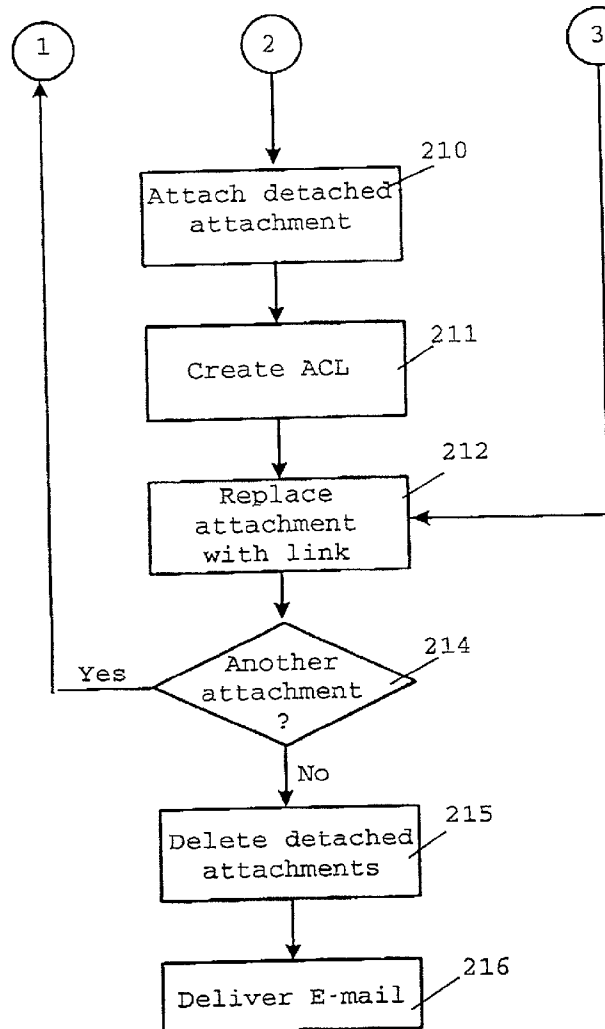 1
2
3
210
Attach detached
attachment
211
Create ACL
212
Replace
attachment
with link
214
Another
attachment
?
Yes
No
215
Delete detached
attachments
216
Deliver E-mail